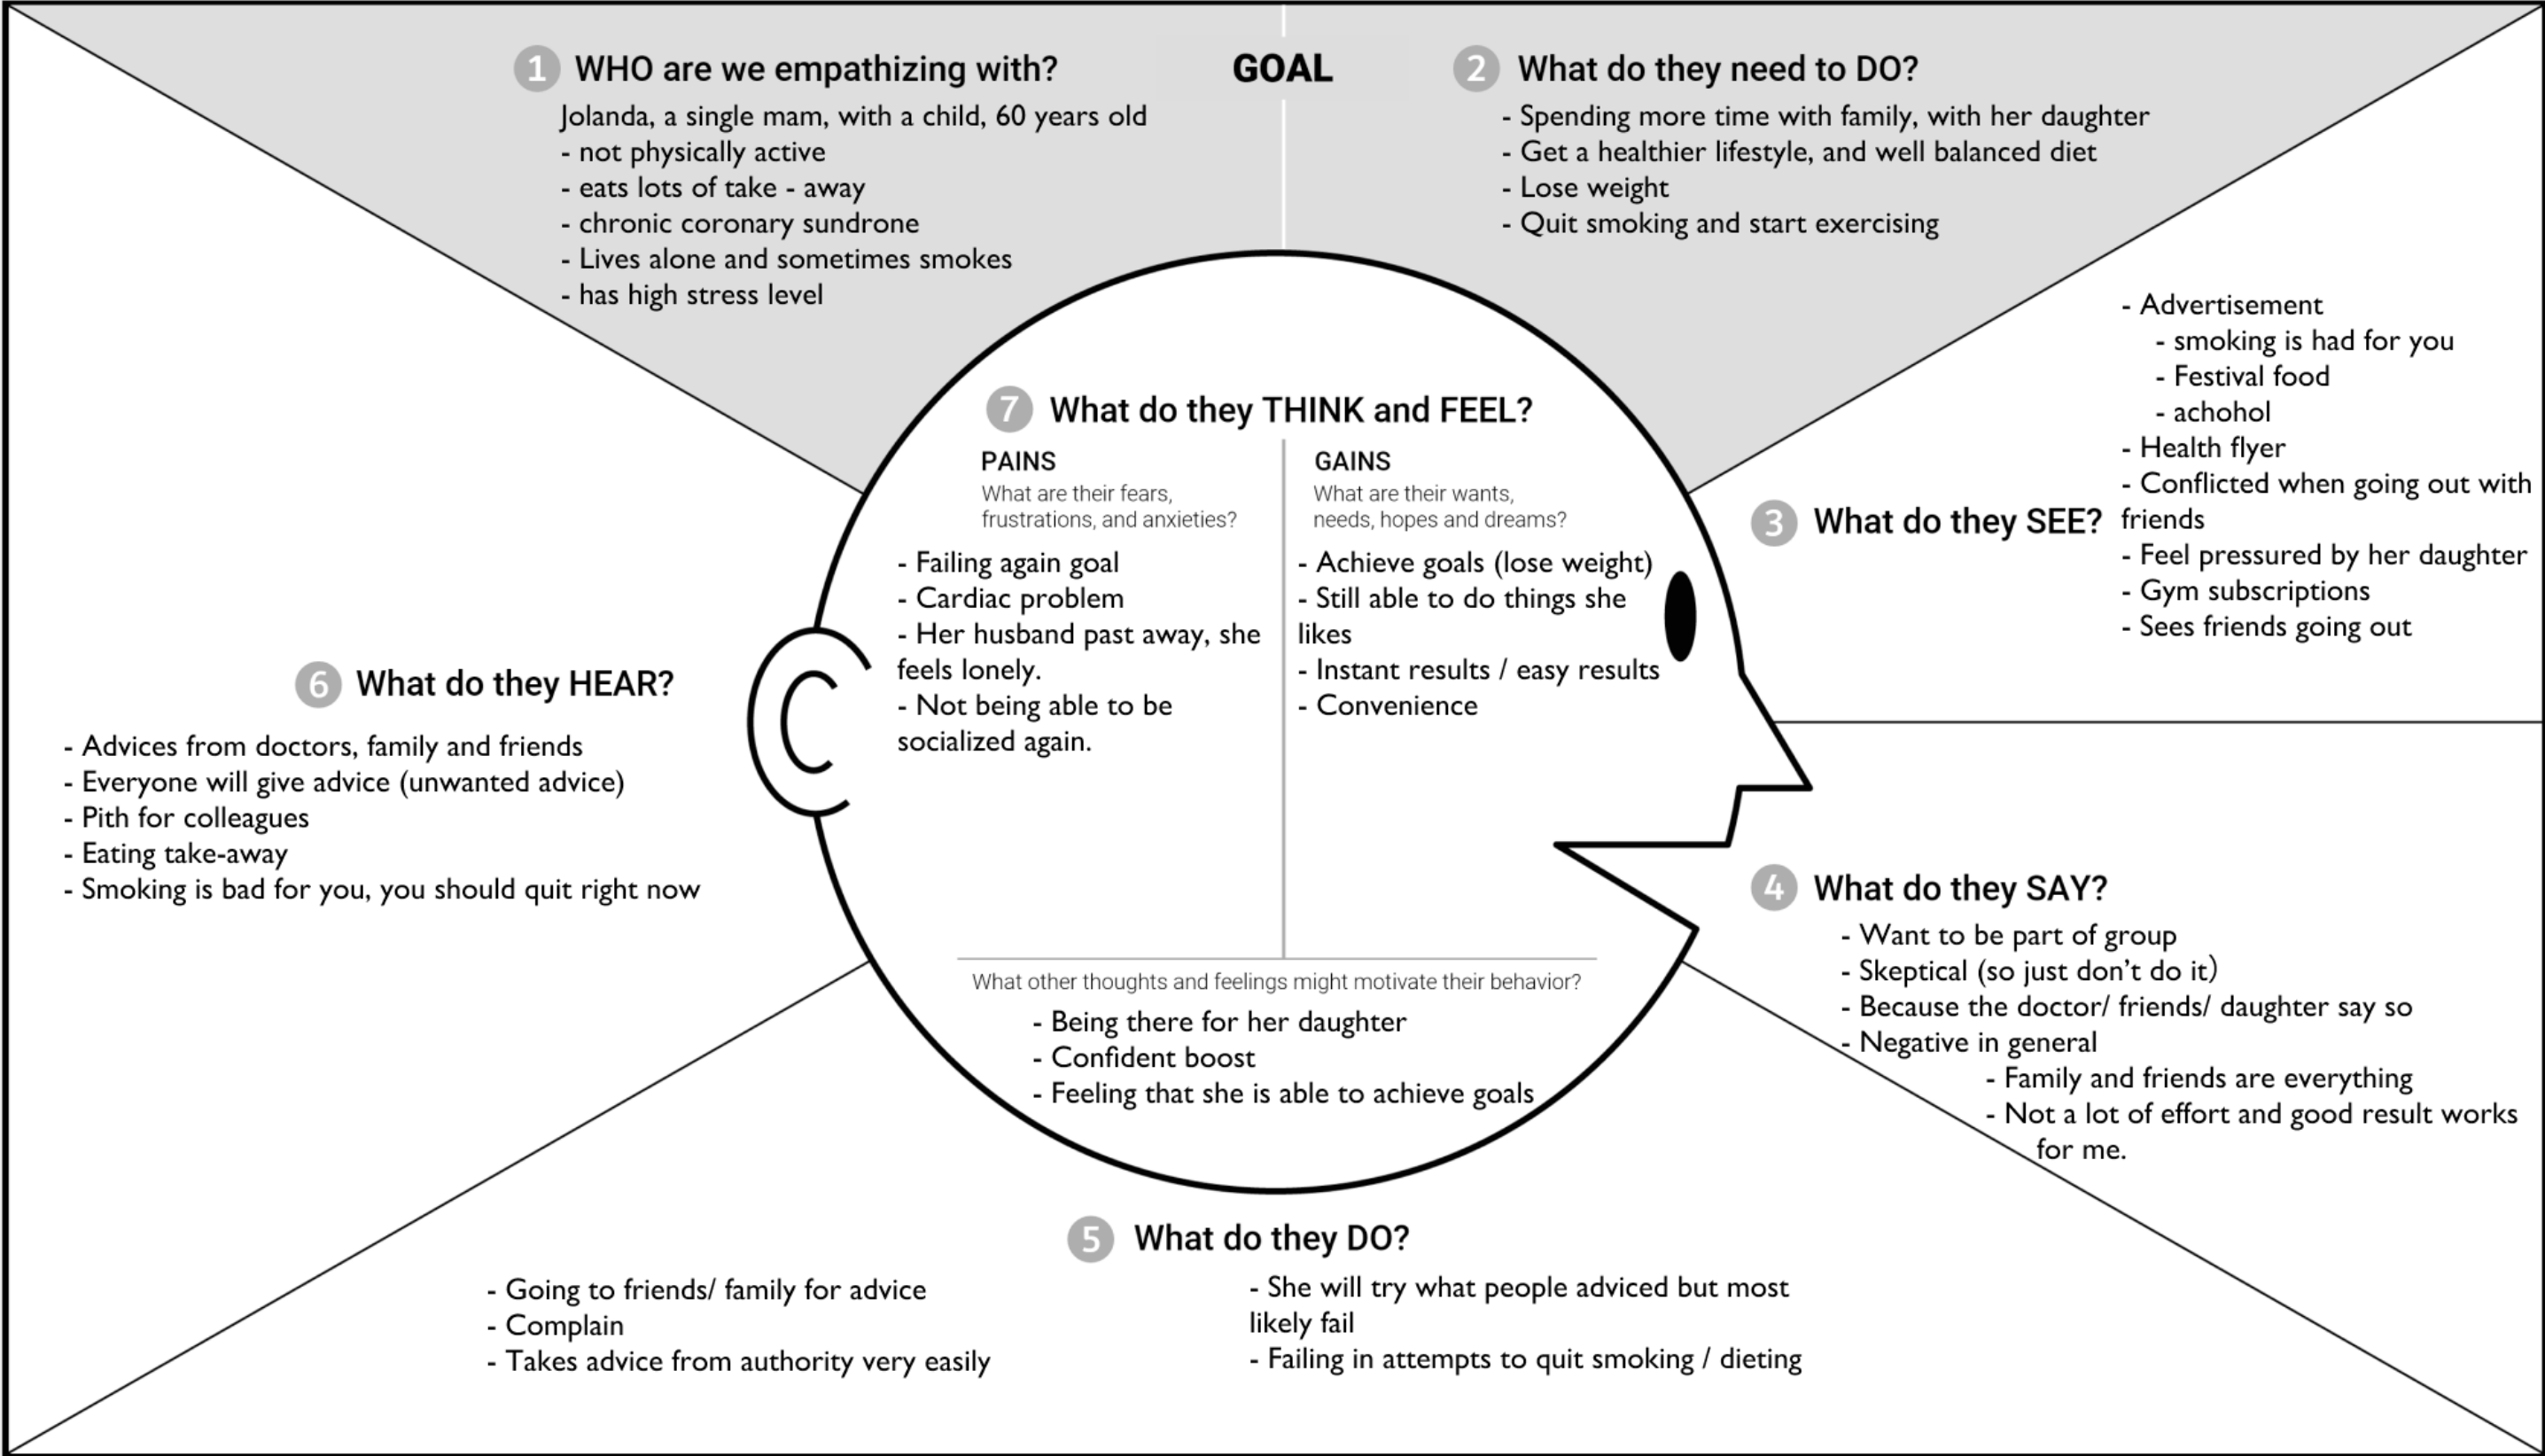 1 WHO are we empathizing with?
Jolanda, a single mam, with a child, 60 years old
- not physically active
- eats lots of take - away
- chronic coronary sundrone
- Lives alone and sometimes smokes
- has high stress level
GOAL
2 What do they need to DO?
- Spending more time with family, with her daughter
- Get a healthier lifestyle, and well balanced diet
- Lose weight
- Quit smoking and start exercising
3 What do they SEE?
- Advertisement
- smoking is had for you
- Festival food
- achohol
- Health flyer
- Conflicted when going out with
friends
- Feel pressured by her daughter
- Gym subscriptions
- Sees friends going out
4 What do they SAY?
- Want to be part of group
- Skeptical (so just don't do it)
- Because the doctor/ friends/ daughter say so
- Negative in general
- Family and friends are everything
- Not a lot of effort and good result works
for me.
5 What do they DO?
- Going to friends/ family for advice
- Complain
- Takes advice from authority very easily
- She will try what people adviced but most
likely fail
- Failing in attempts to quit smoking / dieting
6 What do they HEAR?
- Advices from doctors, family and friends
- Everyone will give advice (unwanted advice)
- Pith for colleagues
- Eating take-away
- Smoking is bad for you, you should quit right now
7 What do they THINK and FEEL?
PAINS
What are their fears,
frustrations, and anxieties?
- Failing again goal
- Cardiac problem
- Her husband past away, she
feels lonely.
- Not being able to be
socialized again.
GAINS
What are their wants,
needs, hopes and dreams?
- Achieve goals (lose weight)
- Still able to do things she
likes
- Instant results / easy results
- Convenience
What other thoughts and feelings might motivate their behavior?
- Being there for her daughter
- Confident boost
- Feeling that she is able to achieve goals